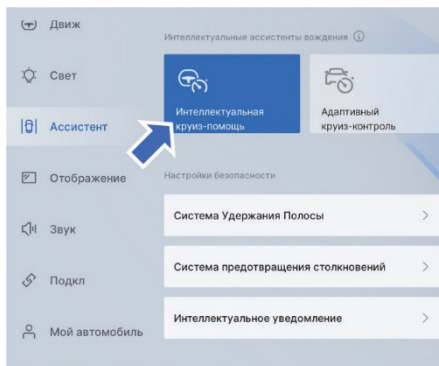 Движ
Свет
Ассистент
Отображение
Звук
Подкл
Мой автомобиль
Интеллектуальные ассистенты вождения
Интеллектуальная
круиз-помощь
Адаптивный
круиз-контроль
Настройки безопасности
Система Удержания Полосы
Система предотвращения столкновений
Интеллектуальное уведомление